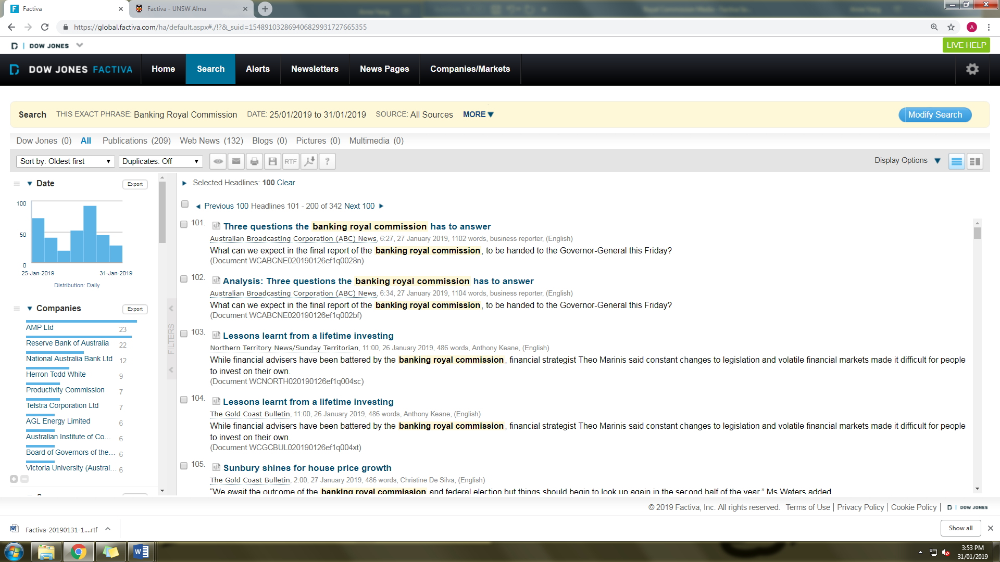 Factiva
Factiva - UNSW Alma
https://global.factiva.com/ha/default.aspx#./!?&_suid=154891032869406829931727665355
A
DOW JONES
LIVE HELP
DOW JONES FACTIVA
Home
Search
Alerts
Newsletters
News Pages
Companies/Markets
Search THIS EXACT PHRASE: Banking Royal Commission DATE: 25/01/2019 to 31/01/2019 SOURCE: All Sources MORE
Modify Search
Dow Jones (0) All Publications (209) Web News (132) Blogs (0) Pictures (0) Multimedia (0)
Sort by: Oldest first
Duplicates: Off
RTF
?
Display Options
Date
Export
100
50
0
25-Jan-2019 31-Jan-2019
Distribution: Daily
Companies
Export
AMP Ltd 23
Reserve Bank of Australia 22
National Australia Bank Ltd 12
Herron Todd White 9
Productivity Commission 7
Telstra Corporation Ltd 7
AGL Energy Limited 6
Australian Institute of Co... 6
Board of Governors of the... 6
Victoria University (Austral... 6
FILTERS
Selected Headlines: 100 Clear
Previous 100 Headlines 101 - 200 of 342 Next 100
101. Three questions the banking royal commission has to answer
Australian Broadcasting Corporation (ABC) News, 6:27, 27 January 2019, 1102 words, business reporter, (English)
What can we expect in the final report of the banking royal commission, to be handed to the Governor-General this Friday?
(Document WCABCNE020190126ef1q0028n)
102. Analysis: Three questions the banking royal commission has to answer
Australian Broadcasting Corporation (ABC) News, 6:34, 27 January 2019, 1104 words, business reporter, (English)
What can we expect in the final report of the banking royal commission, to be handed to the Governor-General this Friday?
(Document WCABCNE020190126ef1q002bf)
103. Lessons learnt from a lifetime investing
Northern Territory News/Sunday Territorian, 11:00, 26 January 2019, 486 words, Anthony Keane, (English)
While financial advisers have been battered by the banking royal commission, financial strategist Theo Marinis said constant changes to legislation and volatile financial markets made it difficult for people
to invest on their own.
(Document WCNORTH020190126ef1q004sc)
104. Lessons learnt from a lifetime investing
The Gold Coast Bulletin, 11:00, 26 January 2019, 486 words, Anthony Keane, (English)
While financial advisers have been battered by the banking royal commission, financial strategist Theo Marinis said constant changes to legislation and volatile financial markets made it difficult for people
to invest on their own.
(Document WCGCBUL020190126ef1q004xt)
105. Sunbury shines for house price growth
The Gold Coast Bulletin, 2:00, 27 January 2019, 486 words, Christine De Silva, (English)
“We await the outcome of the banking royal commission and federal election but things should begin to look up again in the second half of the year,” Ms Waters added.
© 2019 Factiva, Inc. All rights reserved. Terms of Use | Privacy Policy | Cookie Policy | DOW JONES
Factiva-20190131-1....rtf
Show all
3:53 PM
31/01/2019